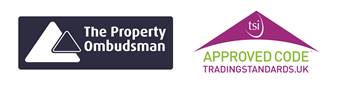 The Property
Ombudsman
tsi
APPROVED CODE
TRADINGSTANDARDS.UK